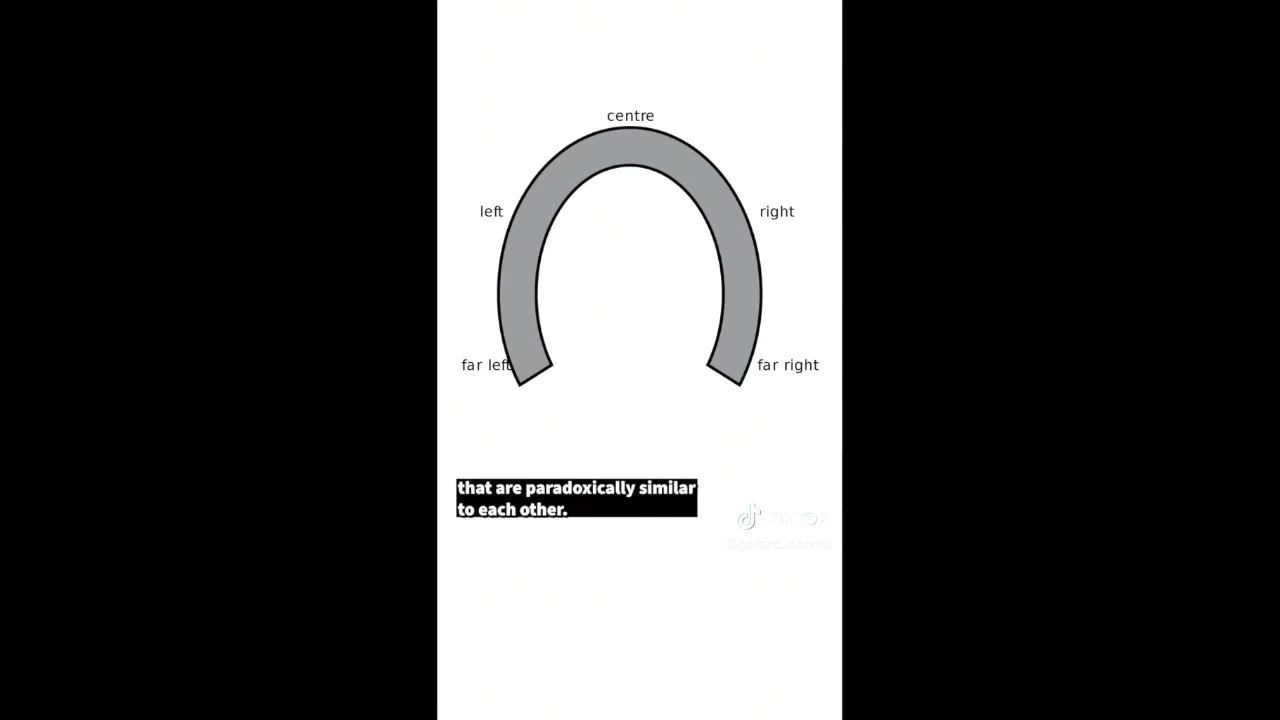 centre
left
right
far left
far right
that are paradoxically similar
to each other.
TikTok